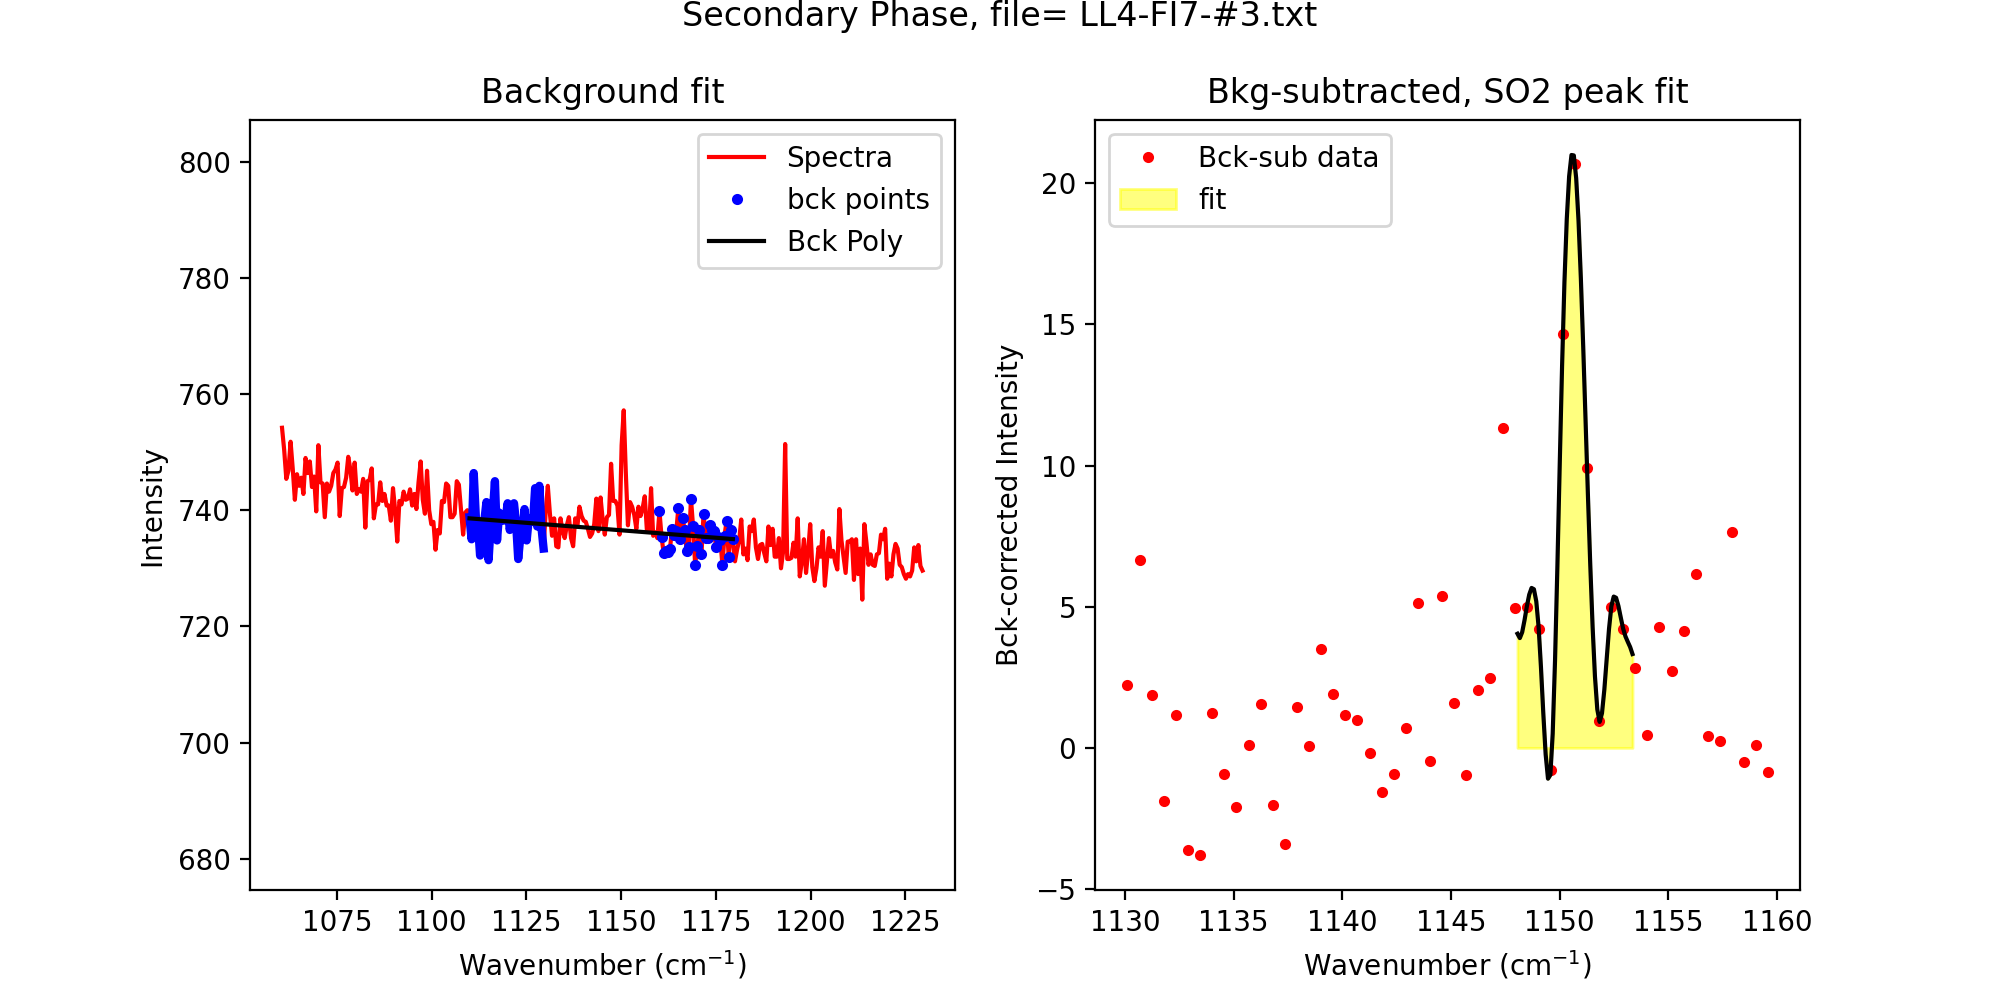 Secondary Phase, file= LL4-FI7-#3.txt
Background fit
Spectra
bck points
Bck Poly
800
780
760
740
720
700
680
Intensity
1075 1100 1125 1150 1175 1200 1225
Wavenumber (cm⁻¹)
Bkg-subtracted, SO2 peak fit
Bck-sub data
fit
20
15
10
5
0
−5
Bck-corrected Intensity
1130 1135 1140 1145 1150 1155 1160
Wavenumber (cm⁻¹)